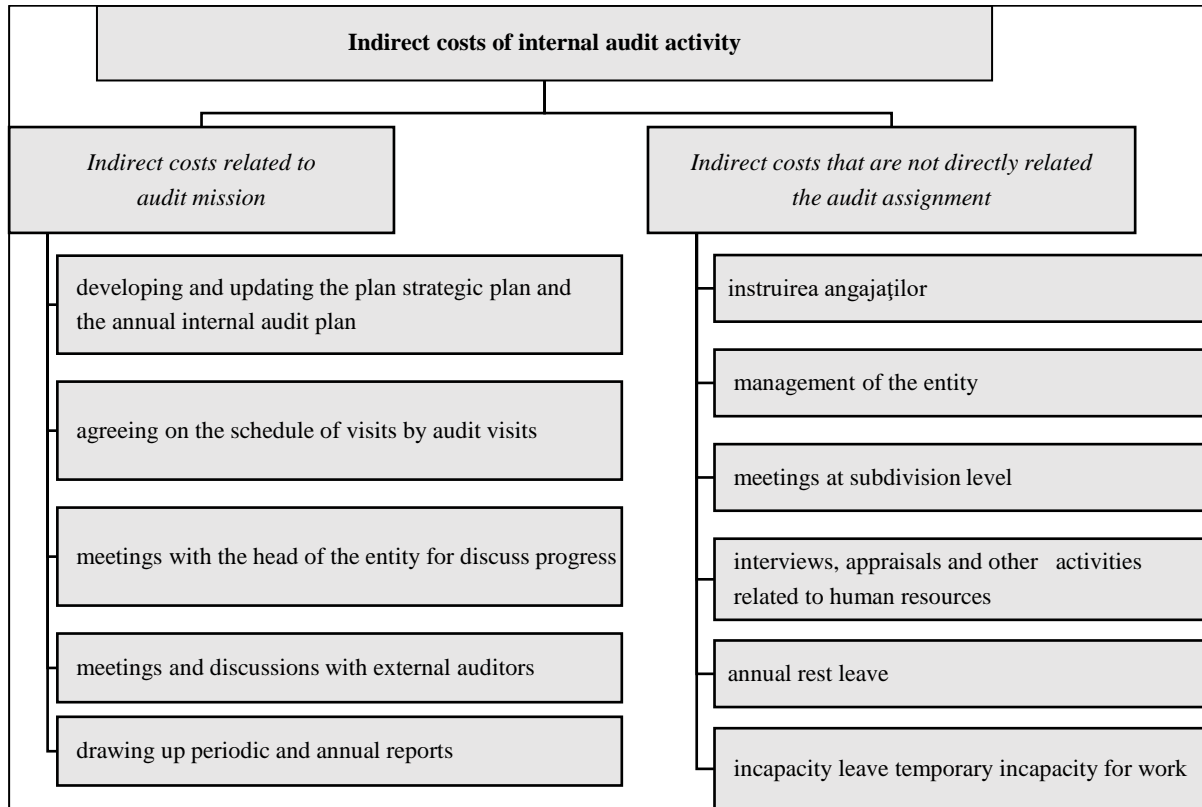 Indirect costs of internal audit activity
Indirect costs related to
audit mission
developing and updating the plan strategic plan and
the annual internal audit plan
agreeing on the schedule of visits by audit visits
meetings with the head of the entity for discuss progress
meetings and discussions with external auditors
drawing up periodic and annual reports
Indirect costs that are not directly related
the audit assignment
instruirea angajaţilor
management of the entity
meetings at subdivision level
interviews, appraisals and other activities
related to human resources
annual rest leave
incapacity leave temporary incapacity for work